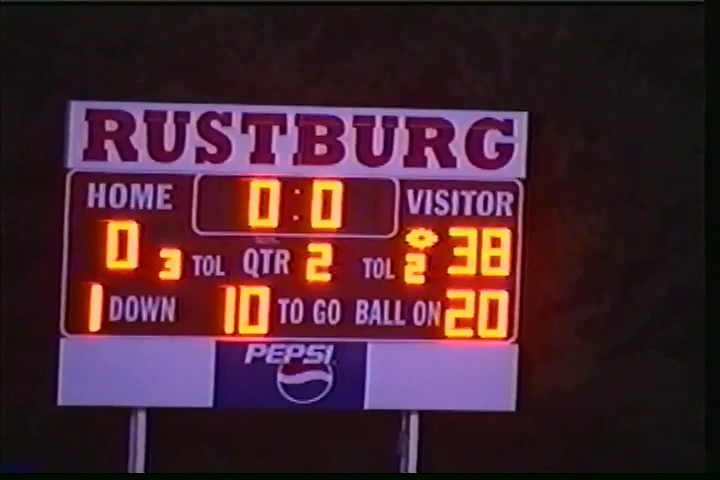 RUSTBURG
HOME 0:0 VISITOR
0 3 TOL QTR 2 TOL 2 38
1 DOWN 10 TO GO BALL ON 20
PEPSI